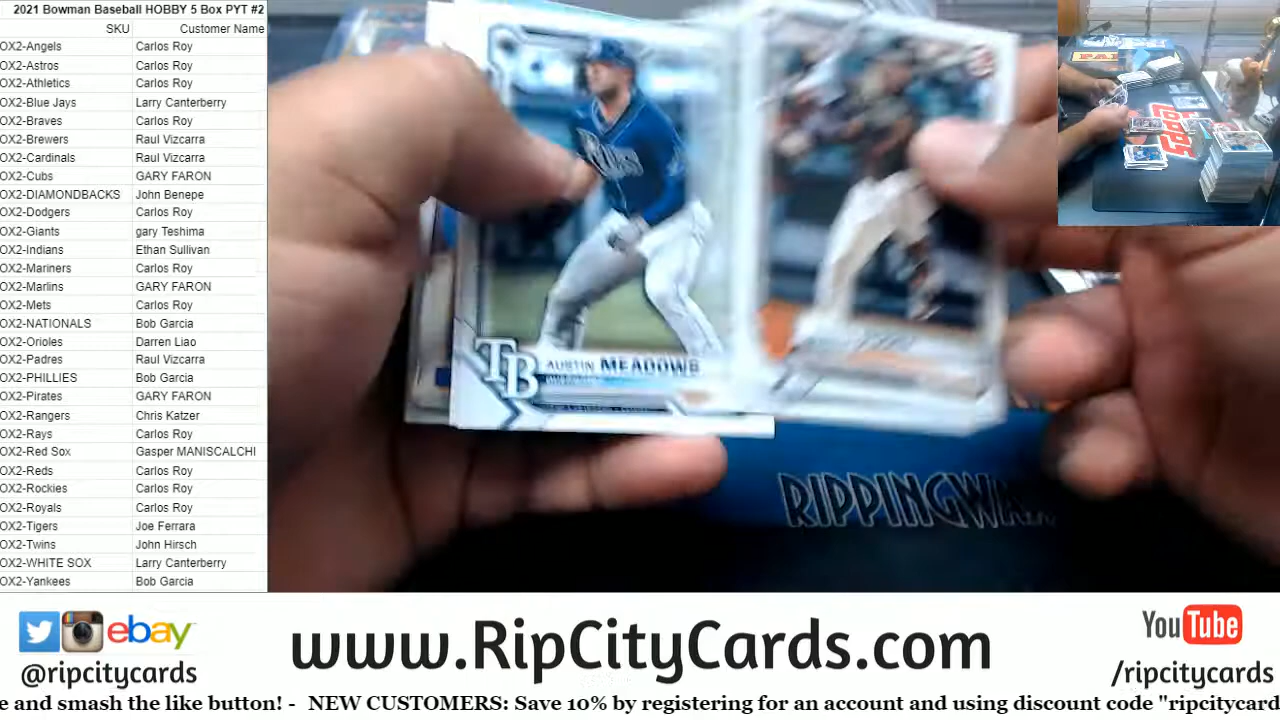 2021 Bowman Baseball HOBBY 5 Box PYT #2
SKU Customer Name
OX2-Angels Carlos Roy
OX2-Astros Carlos Roy
OX2-Athletics Carlos Roy
OX2-Blue Jays Larry Canterberry
OX2-Braves Carlos Roy
OX2-Brewers Raul Vizcarra
OX2-Cardinals Raul Vizcarra
OX2-Cubs GARY FARON
OX2-DIAMONDBACKS John Benepe
OX2-Dodgers Carlos Roy
OX2-Giants gary Teshima
OX2-Indians Ethan Sullivan
OX2-Mariners Carlos Roy
OX2-Marlins GARY FARON
OX2-Mets Carlos Roy
OX2-NATIONALS Bob Garcia
OX2-Orioles Darren Liao
OX2-Padres Raul Vizcarra
OX2-PHILLIES Bob Garcia
OX2-Pirates GARY FARON
OX2-Rangers Chris Katzer
OX2-Rays Carlos Roy
OX2-Red Sox Gasper MANISCALCHI
OX2-Reds Carlos Roy
OX2-Rockies Carlos Roy
OX2-Royals Carlos Roy
OX2-Tigers Joe Ferrara
OX2-Twins John Hirsch
OX2-WHITE SOX Larry Canterberry
OX2-Yankees Bob Garcia
TB AUSTIN MEADOWS
RIPPINGWA
TOPPS
ebay
@ripcitycards
www.RipCityCards.com
YouTube
/ripcitycards
e and smash the like button! - NEW CUSTOMERS: Save 10% by registering for an account and using discount code "ripcitycard